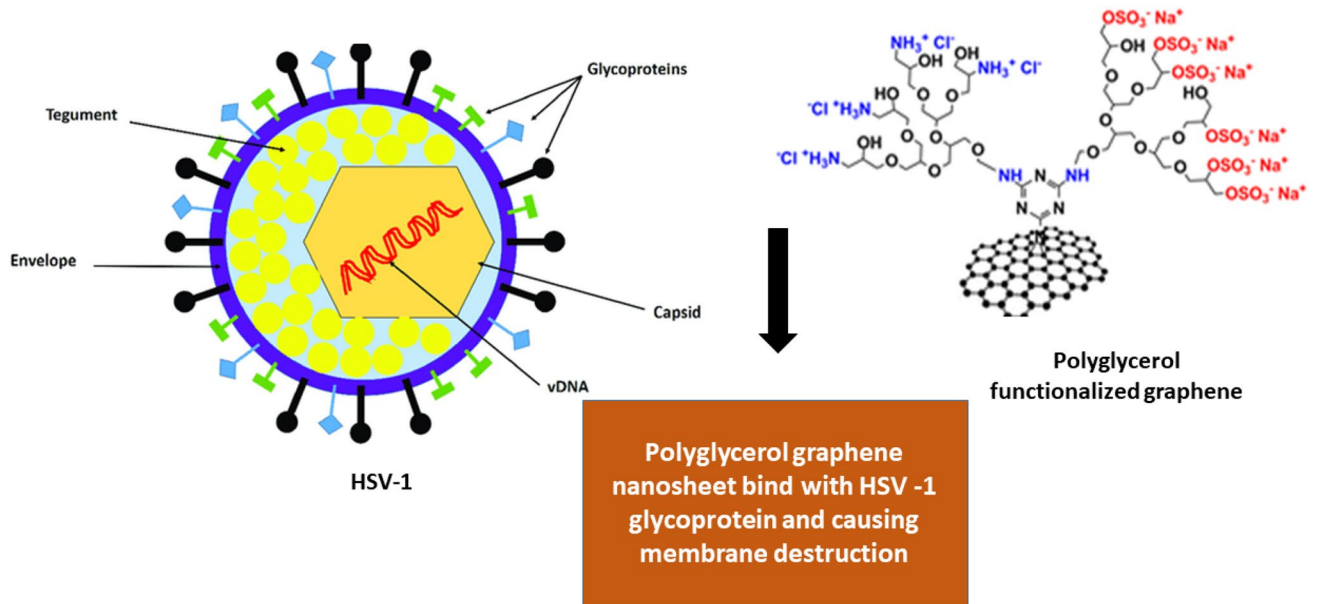 Glycoproteins
Tegument
Envelope
Capsid
vDNA
HSV-1
NH₃⁺ Cl⁻
OH
OH
NH₃⁺ Cl⁻
OH
⁻Cl ⁺H₃N
OH
⁻Cl ⁺H₃N
O
O
O
O
O
O
O
NH
N
N
N
N
NH
OSO₃⁻ Na⁺
OH
OSO₃⁻ Na⁺
OSO₃⁻ Na⁺
HO
OSO₃⁻ Na⁺
OSO₃⁻ Na⁺
OSO₃⁻ Na⁺
O
O
O
O
O
O
O
Polyglycerol
functionalized graphene
Polyglycerol graphene
nanosheet bind with HSV -1
glycoprotein and causing
membrane destruction